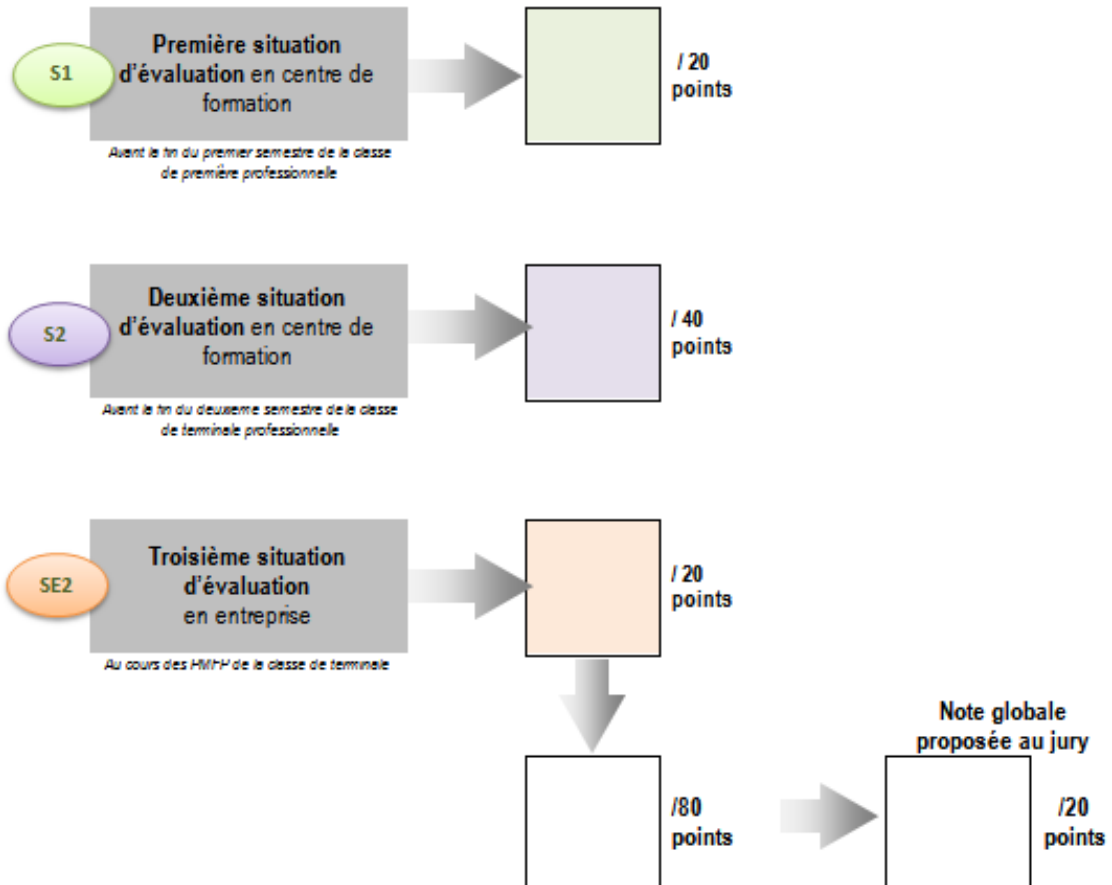 S1
Première situation
d'évaluation en centre de
formation
/ 20
points
Avant la fin du premier semestre de la classe
de première professionnelle
S2
Deuxième situation
d'évaluation en centre de
formation
/ 40
points
Avant la fin du deuxieme semestre de la classe
de terminale professionnelle
SE2
Troisième situation
d'évaluation
en entreprise
/ 20
points
Au cours des PMFP de la classe de terminale
Note globale
proposée au jury
/80
points
/20
points